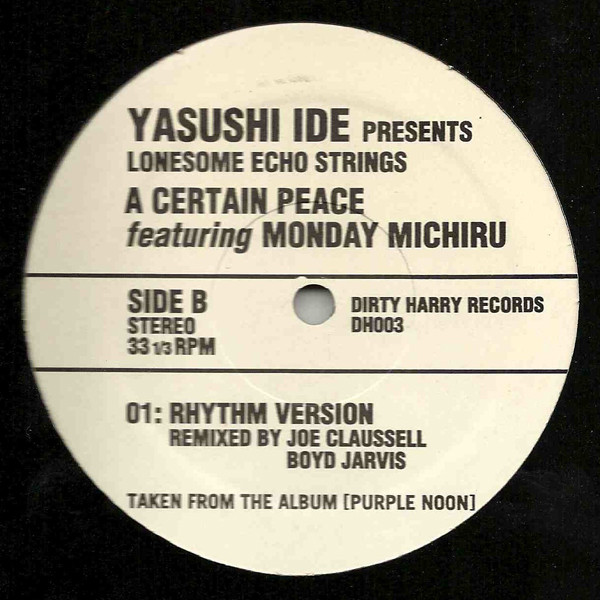 YASUSHI IDE PRESENTS
LONESOME ECHO STRINGS
A CERTAIN PEACE
featuring MONDAY MICHIRU
SIDE B
STEREO
33 1/3 RPM
DIRTY HARRY RECORDS
DH003
01: RHYTHM VERSION
REMIXED BY JOE CLAUSSELL
BOYD JARVIS
TAKEN FROM THE ALBUM [PURPLE NOON]